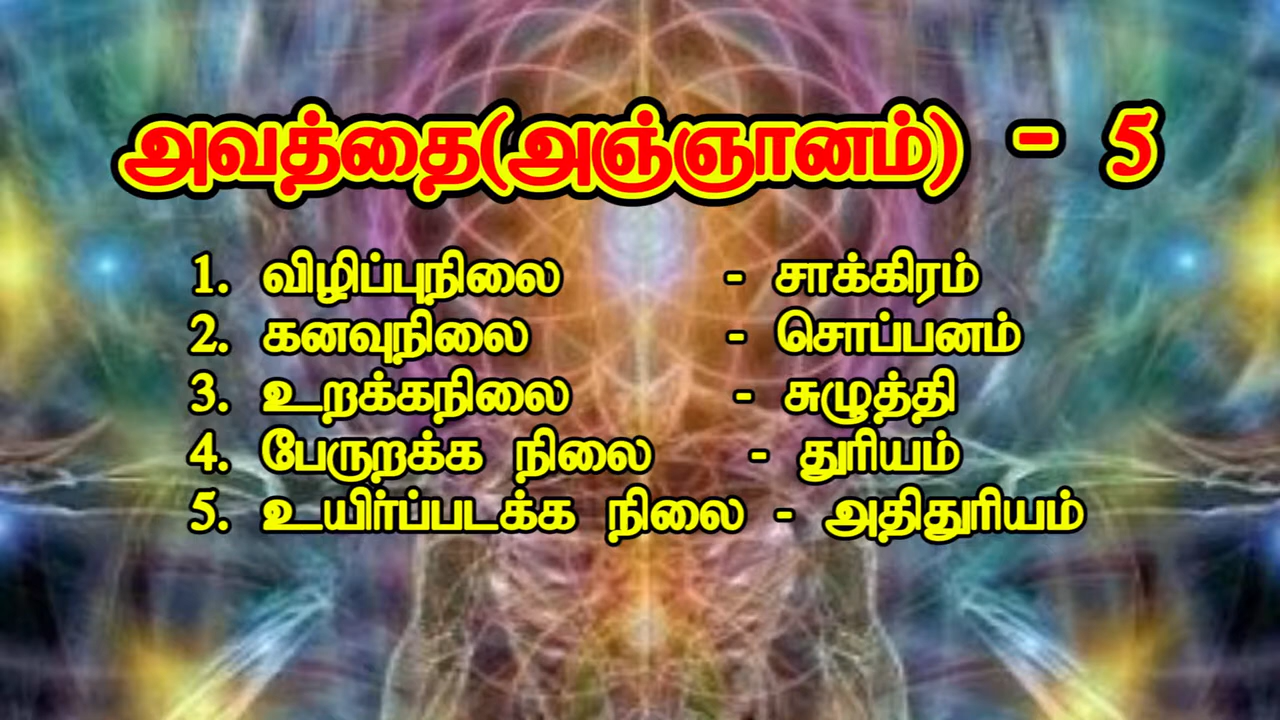 அவத்தை(அஞ்ஞானம்) - 5
1. விழிப்புநிலை - சாக்கிரம்
2. கனவுநிலை - சொப்பனம்
3. உறக்கநிலை - சுழுத்தி
4. பேருறக்க நிலை - துரியம்
5. உயிர்ப்படக்க நிலை - அதிதுரியம்